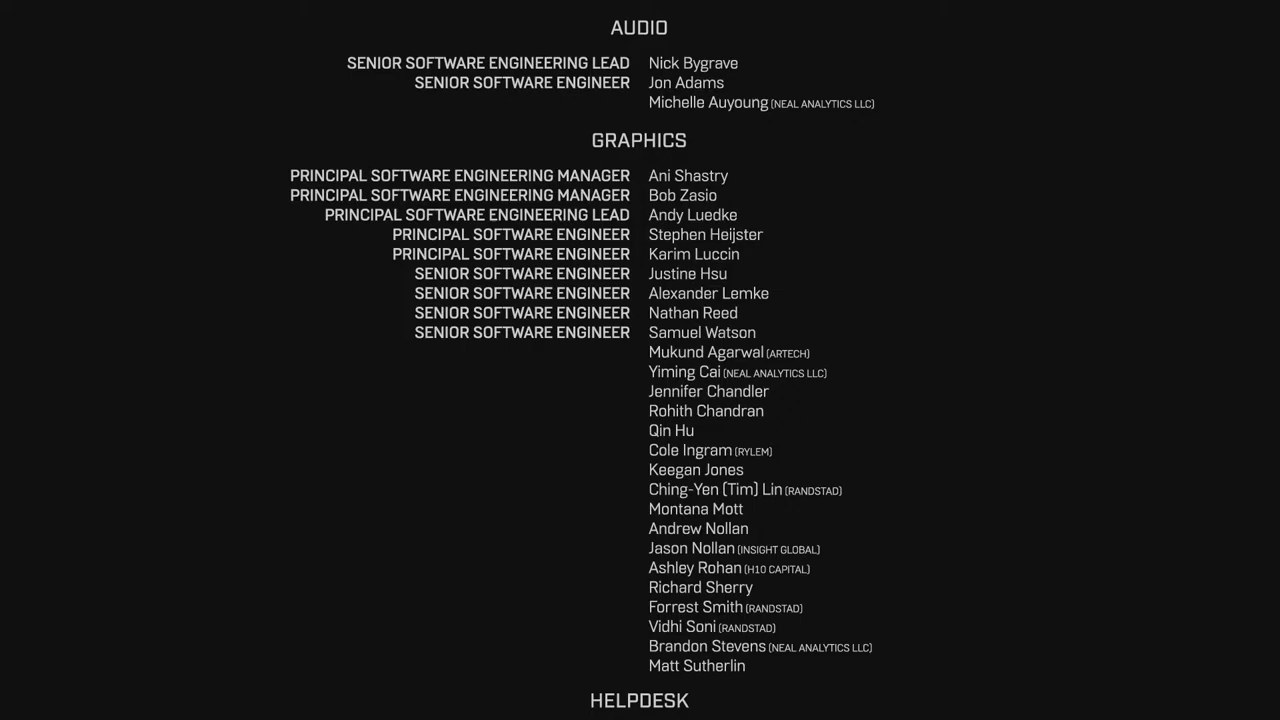 AUDIO
SENIOR SOFTWARE ENGINEERING LEAD Nick Bygrave
SENIOR SOFTWARE ENGINEER Jon Adams
Michelle Auyoung (NEAL ANALYTICS LLC)
GRAPHICS
PRINCIPAL SOFTWARE ENGINEERING MANAGER Ani Shastry
PRINCIPAL SOFTWARE ENGINEERING MANAGER Bob Zasio
PRINCIPAL SOFTWARE ENGINEERING LEAD Andy Luedke
PRINCIPAL SOFTWARE ENGINEER Stephen Heijster
PRINCIPAL SOFTWARE ENGINEER Karim Luccin
SENIOR SOFTWARE ENGINEER Justine Hsu
SENIOR SOFTWARE ENGINEER Alexander Lemke
SENIOR SOFTWARE ENGINEER Nathan Reed
SENIOR SOFTWARE ENGINEER Samuel Watson
Mukund Agarwal (ARTECH)
Yiming Cai (NEAL ANALYTICS LLC)
Jennifer Chandler
Rohith Chandran
Qin Hu
Cole Ingram (RYLEM)
Keegan Jones
Ching-Yen (Tim) Lin (RANDSTAD)
Montana Mott
Andrew Nollan
Jason Nollan (INSIGHT GLOBAL)
Ashley Rohan (H10 CAPITAL)
Richard Sherry
Forrest Smith (RANDSTAD)
Vidhi Soni (RANDSTAD)
Brandon Stevens (NEAL ANALYTICS LLC)
Matt Sutherlin
HELPDESK